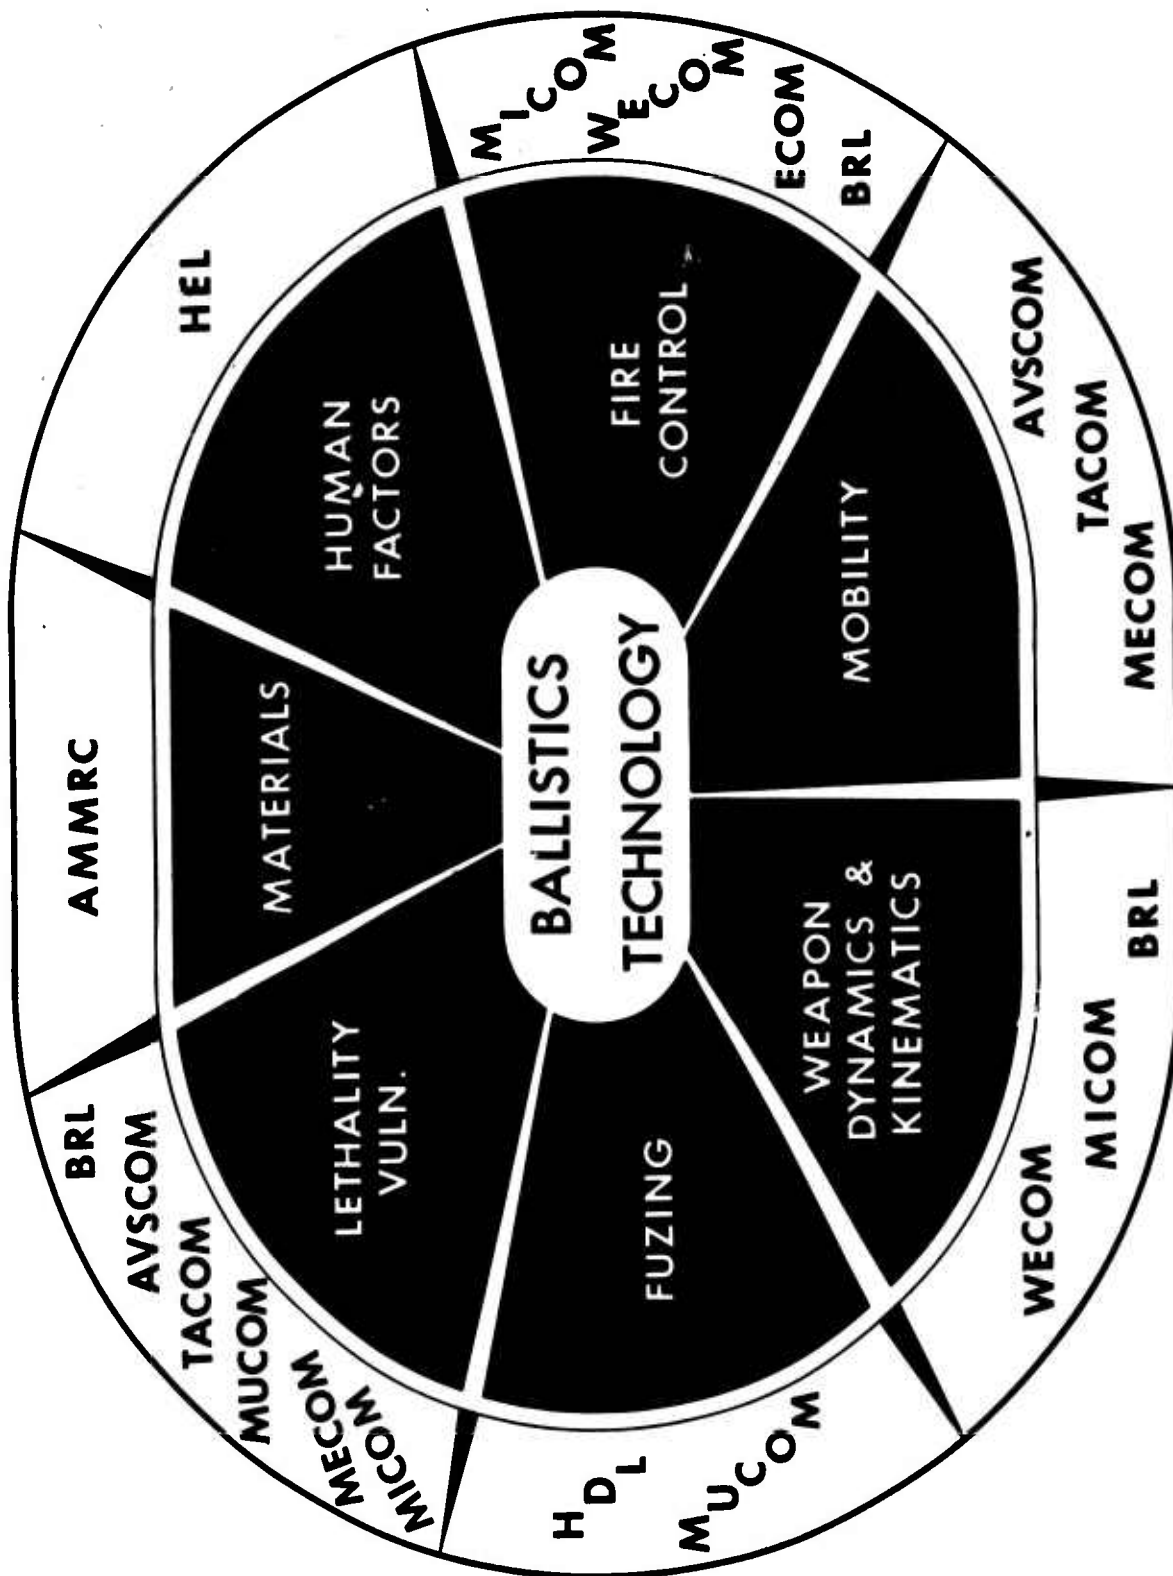 BALLISTICS
TECHNOLOGY
MATERIALS
AMMRC
HUMAN
FACTORS
HEL
FIRE
CONTROL
MICOM
WECOM
ECOM
BRL
MOBILITY
AVSCOM
TACOM
MECOM
WEAPON
DYNAMICS &
KINEMATICS
BRL
MICOM
WECOM
FUZING
HDL
MUCOM
LETHALITY
VULN.
BRL
AVSCOM
TACOM
MUCOM
MECOM
MICOM